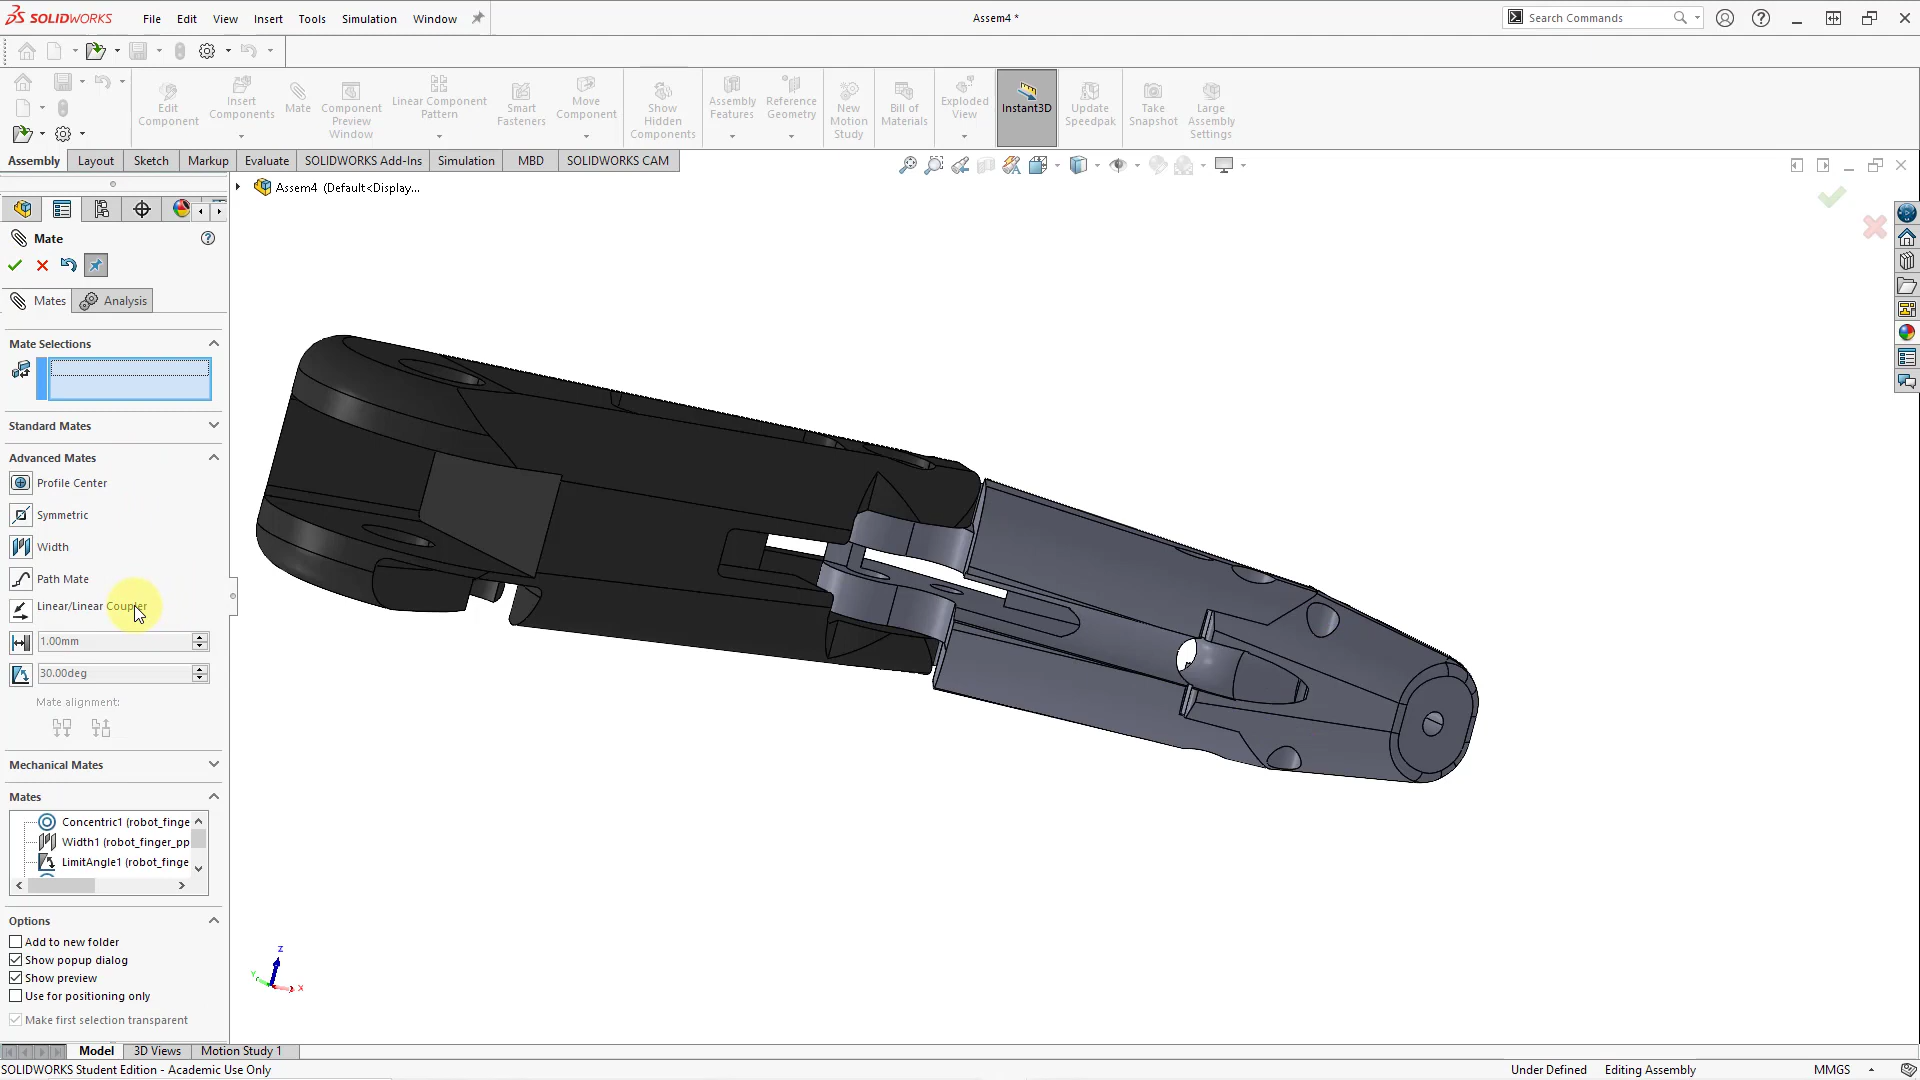 SOLIDWORKS
File
Edit
View
Insert
Tools
Simulation
Window
Assem4 *
Search Commands
Edit Component
Insert Components
Mate
Component Preview Window
Linear Component Pattern
Smart Fasteners
Move Component
Show Hidden Components
Assembly Features
Reference Geometry
New Motion Study
Bill of Materials
Exploded View
Instant3D
Update Speedpak
Take Snapshot
Large Assembly Settings
Assembly
Layout
Sketch
Markup
Evaluate
SOLIDWORKS Add-Ins
Simulation
MBD
SOLIDWORKS CAM
Assem4 (Default<Display...
Mate
Mates
Analysis
Mate Selections
Standard Mates
Advanced Mates
Profile Center
Symmetric
Width
Path Mate
Linear/Linear Coupler
1.00mm
30.00deg
Mate alignment:
Mechanical Mates
Mates
Concentric1 (robot_finge
Width1 (robot_finger_pp
LimitAngle1 (robot_finge
Options
Add to new folder
Show popup dialog
Show preview
Use for positioning only
Make first selection transparent
Z
Y
X
Model
3D Views
Motion Study 1
SOLIDWORKS Student Edition - Academic Use Only
Under Defined
Editing Assembly
MMGS